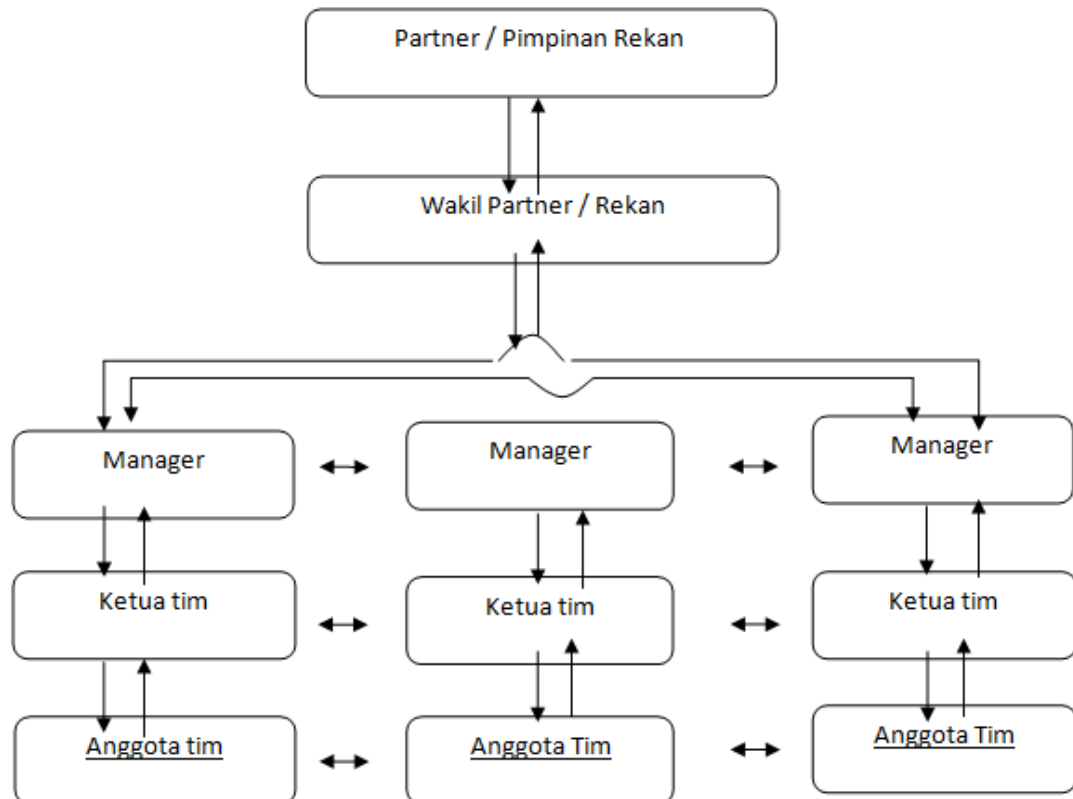 Partner / Pimpinan Rekan
Wakil Partner / Rekan
Manager
Manager
Manager
Ketua tim
Ketua tim
Ketua tim
Anggota tim
Anggota Tim
Anggota Tim